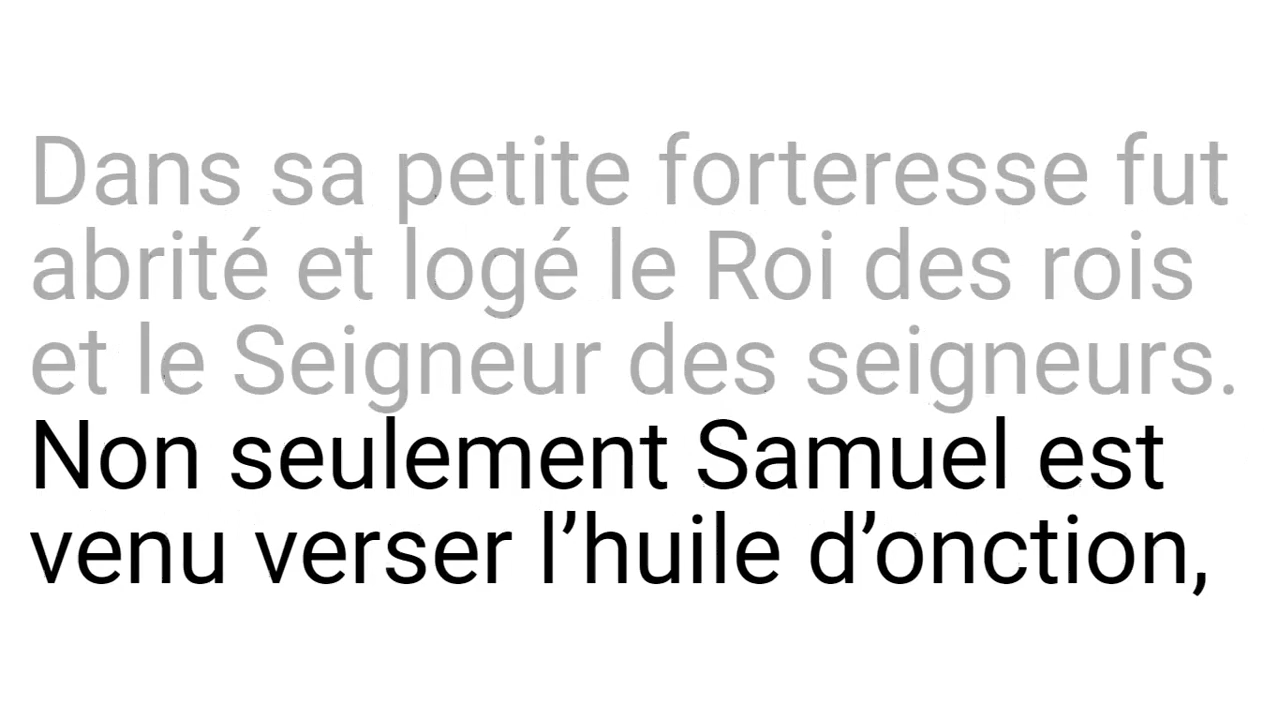 Dans sa petite forteresse fut
abrité et logé le Roi des rois
et le Seigneur des seigneurs.
Non seulement Samuel est
venu verser l’huile d’onction,